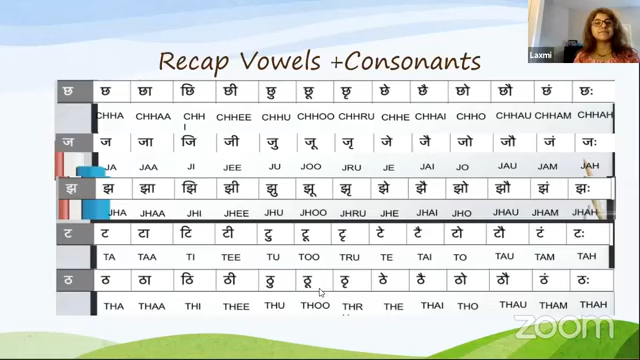 Laxmi
Recap Vowels +Consonants
छ छ छा छि छी छु छू छृ छे छै छो छौ छं छः
CHHA CHHAA CHH CHHEE CHHU CHHOO CHHRU CHHE CHHAI CHHO CHHAU CHHAM CHHAH
I
ज ज जा जि जी जु जू जृ जे जै जो जौ जं जः
JA JAA JI JEE JU JOO JRU JE JAI JO JAU JAM JAH
झ झ झा झि झी झु झू झृ झे झै झो झौ झं झः
JHA JHAA JHI JHEE JHU JHOO JHRU JHE JHAI JHO JHAU JHAM JHAH
ट ट टा टि टी टु टू टृ टे टै टो टौ टं टः
TA TAA TI TEE TU TOO TRU TE TAI TO TAU TAM TAH
ठ ठ ठा ठि ठी ठु ठू ठृ ठे ठै ठो ठौ ठं ठः
THA THAA THI THEE THU THOO THR THE THAI THO THAU THAM THAH
zoom